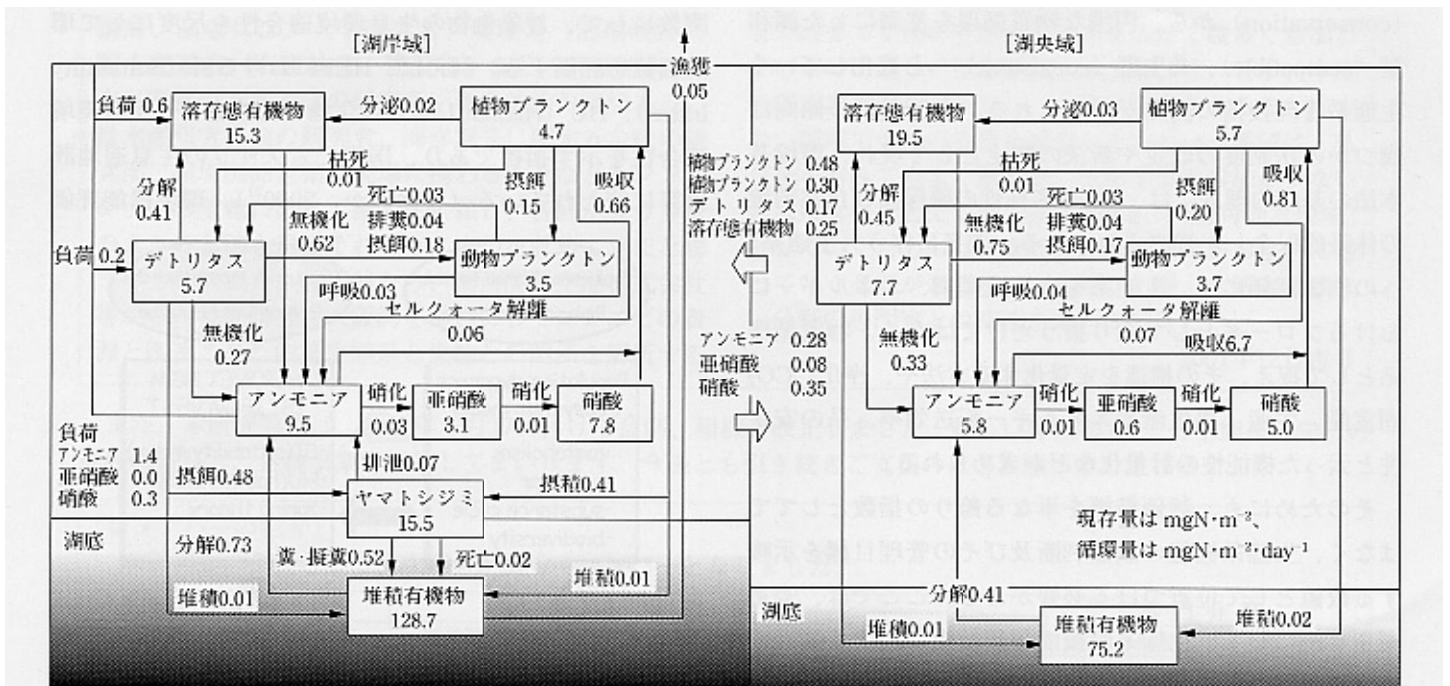 [湖岸域]
漁獲
0.05
負荷0.6
溶存態有機物
15.3
分泌0.02
植物プランクトン
4.7
分解
0.41
枯死
0.01
死亡0.03
無機化
0.62
排糞0.04
摂餌0.18
摂餌
0.15
吸収
0.66
負荷0.2
デトリタス
5.7
動物プランクトン
3.5
呼吸0.03
セルクォータ解離
0.06
無機化
0.27
アンモニア
9.5
硝化
0.03
亜硝酸
3.1
硝化
0.01
硝酸
7.8
負荷
アンモニア 1.4
亜硝酸 0.0
硝酸 0.3
摂餌0.48
排泄0.07
ヤマトシジミ
15.5
摂積0.41
湖底
分解0.73
糞・擬糞0.52
死亡0.02
堆積0.01
堆積0.01
堆積有機物
128.7
植物プランクトン 0.48
植物プランクトン 0.30
デトリタス 0.17
溶存態有機物 0.25
アンモニア 0.28
亜硝酸 0.08
硝酸 0.35
[湖央域]
溶存態有機物
19.5
分泌0.03
植物プランクトン
5.7
分解
0.45
枯死
0.01
死亡0.03
無機化
0.75
排糞0.04
摂餌0.17
摂餌
0.20
吸収
0.81
デトリタス
7.7
動物プランクトン
3.7
呼吸0.04
セルクォータ解離
0.07
無機化
0.33
吸収6.7
アンモニア
5.8
硝化
0.01
亜硝酸
0.6
硝化
0.01
硝酸
5.0
現存量は mgN·m⁻²、
循環量は mgN·m⁻²·day⁻¹
湖底
分解0.41
堆積0.01
堆積0.02
堆積有機物
75.2